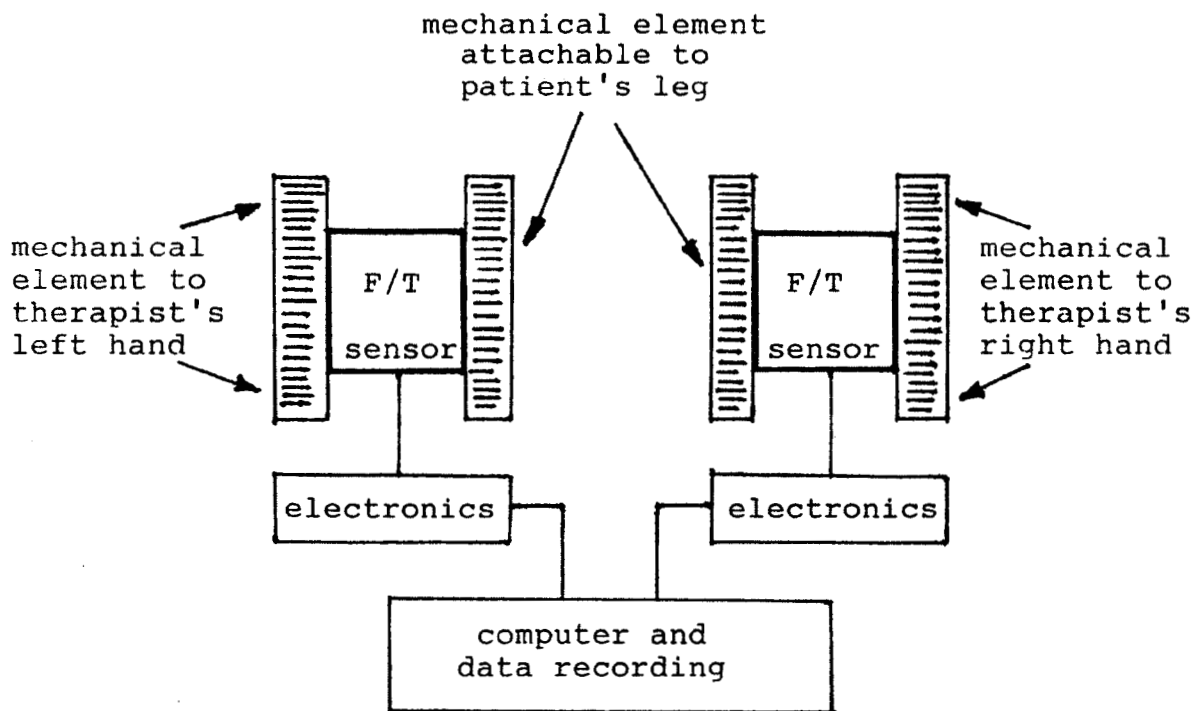 mechanical element
attachable to
patient's leg
mechanical
element to
therapist's
left hand
F/T
sensor
F/T
sensor
mechanical
element to
therapist's
right hand
electronics
electronics
computer and
data recording